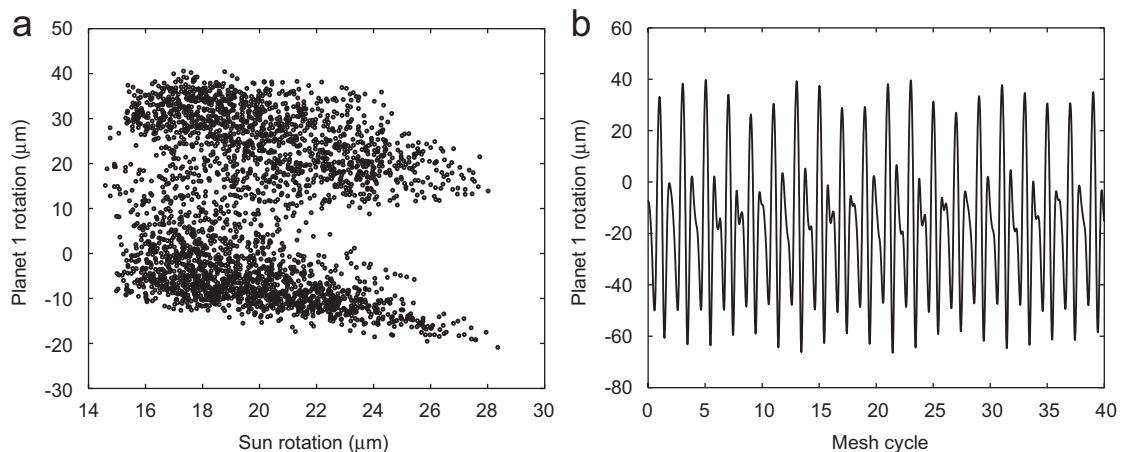 a
Planet 1 rotation (μm)
50
40
30
20
10
0
-10
-20
-30
14 16 18 20 22 24 26 28 30
Sun rotation (μm)
b
Planet 1 rotation (μm)
60
40
20
0
-20
-40
-60
-80
0 5 10 15 20 25 30 35 40
Mesh cycle